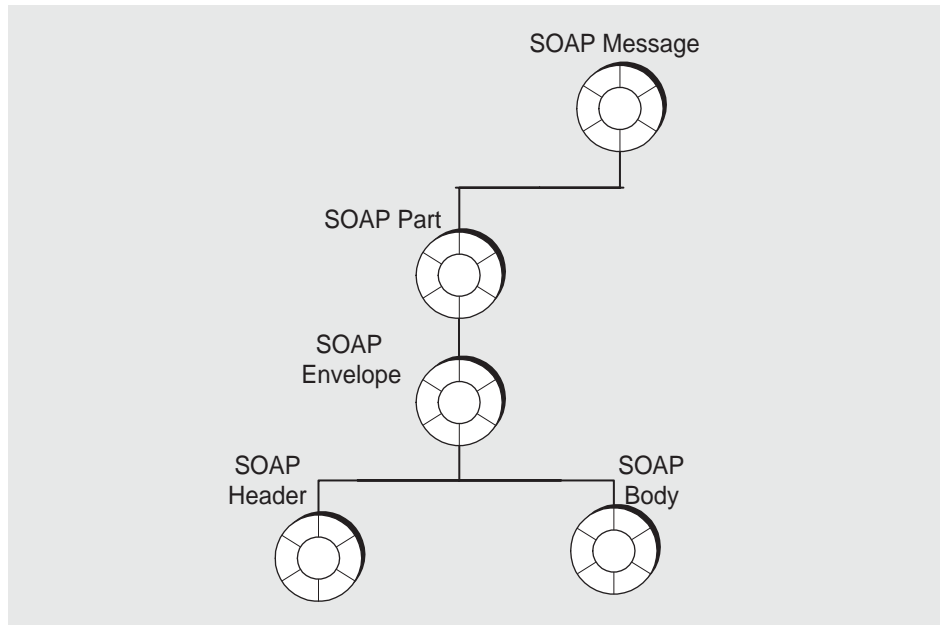 SOAP Message
SOAP Part
SOAP
Envelope
SOAP
Header
SOAP
Body